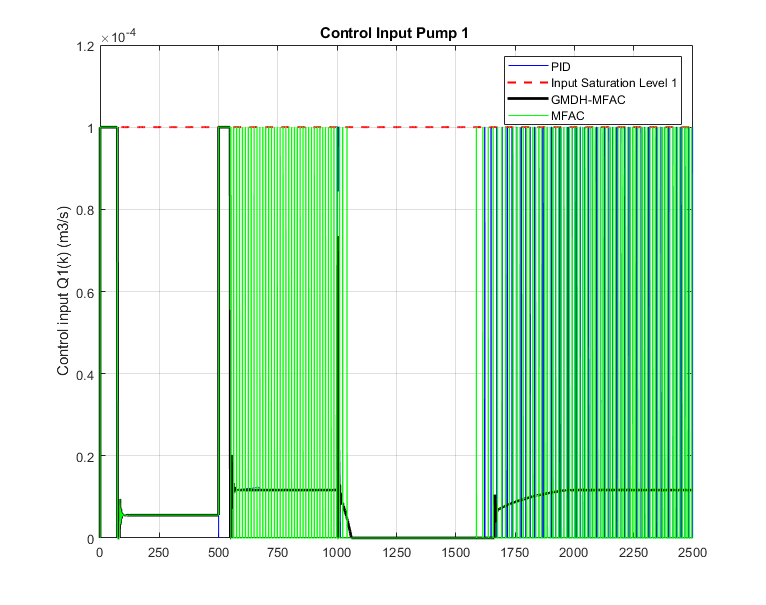 Control Input Pump 1
×10⁻⁴
1.2
1
0.8
0.6
0.4
0.2
0
Control input Q1(k) (m3/s)
PID
Input Saturation Level 1
GMDH-MFAC
MFAC
0 250 500 750 1000 1250 1500 1750 2000 2250 2500